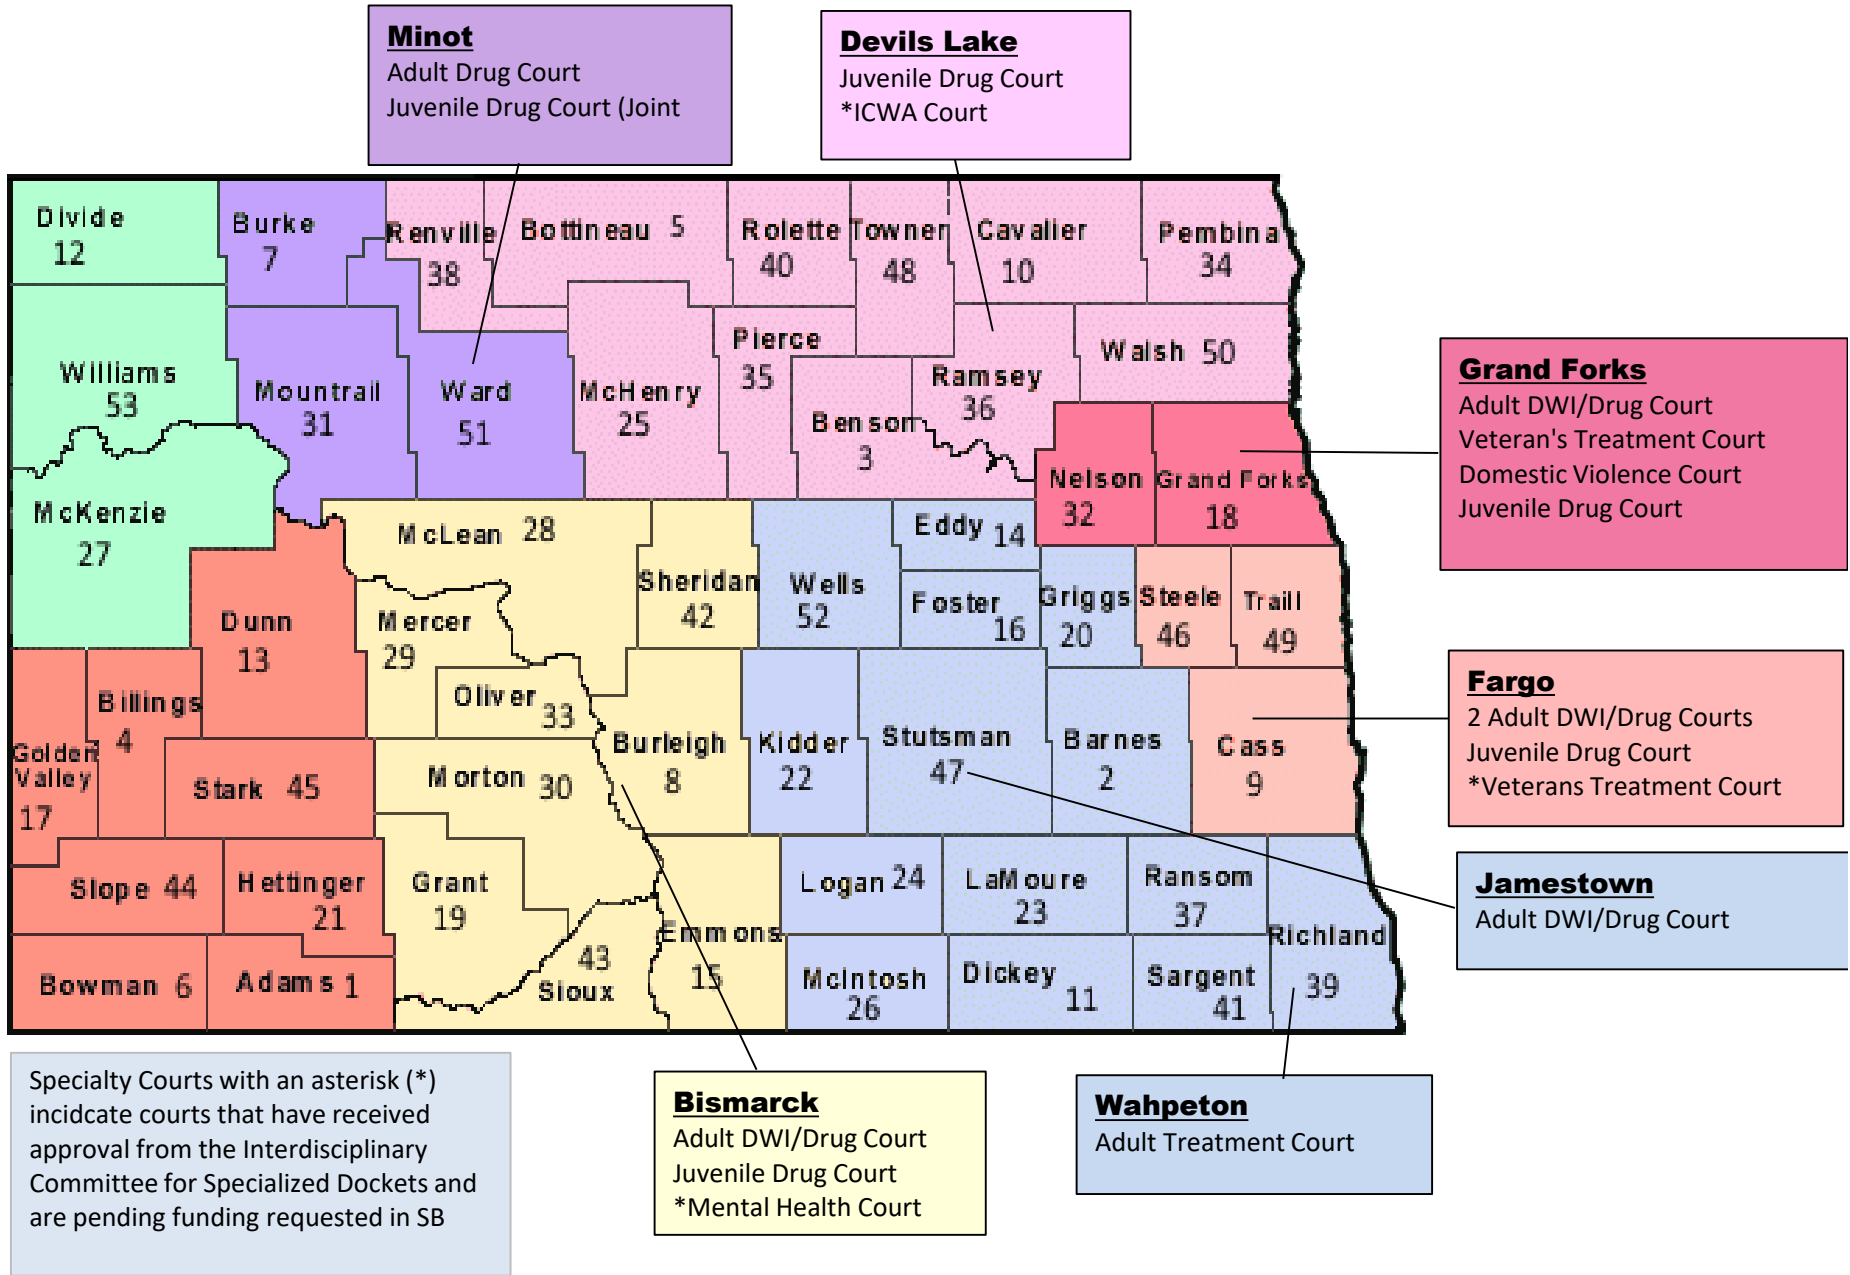 Minot
Adult Drug Court
Juvenile Drug Court (Joint
Devils Lake
Juvenile Drug Court
*ICWA Court
Divide
12
Burke
7
Renville
38
Bottineau 5
Rolette
40
Towner
48
Cavalier
10
Pembina
34
Williams
53
Mountrail
31
Ward
51
McHenry
25
Pierce
35
Benson
3
Ramsey
36
Walsh 50
Nelson
32
Grand Forks
18
Grand Forks
Adult DWI/Drug Court
Veteran's Treatment Court
Domestic Violence Court
Juvenile Drug Court
McKenzie
27
McLean 28
Sheridan
42
Wells
52
Eddy 14
Foster
16
Griggs
20
Steele
46
Traill
49
Dunn
13
Mercer
29
Oliver 33
Billings
4
Golden
Valley
17
Stark 45
Morton 30
Burleigh
8
Kidder
22
Stutsman
47
Barnes
2
Cass
9
Fargo
2 Adult DWI/Drug Courts
Juvenile Drug Court
*Veterans Treatment Court
Slope 44
Hettinger
21
Grant
19
Emmons
15
Logan 24
LaMoure
23
Ransom
37
Richland
39
Jamestown
Adult DWI/Drug Court
Bowman 6
Adams 1
43
Sioux
McIntosh
26
Dickey
11
Sargent
41
Specialty Courts with an asterisk (*)
incidcate courts that have received
approval from the Interdisciplinary
Committee for Specialized Dockets and
are pending funding requested in SB
Bismarck
Adult DWI/Drug Court
Juvenile Drug Court
*Mental Health Court
Wahpeton
Adult Treatment Court